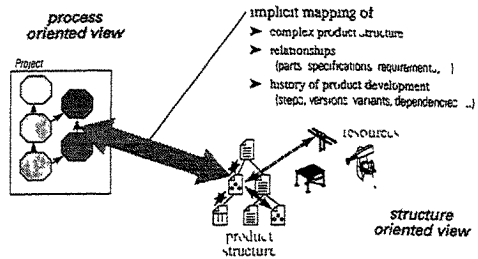 process
oriented view
Project
implicit mapping of
➤ complex product structure
➤ relationships
(parts, specifications, requirements, ...)
➤ history of product development
(steps, versions, variants, dependencies ...)
resources
product
structure
structure
oriented view